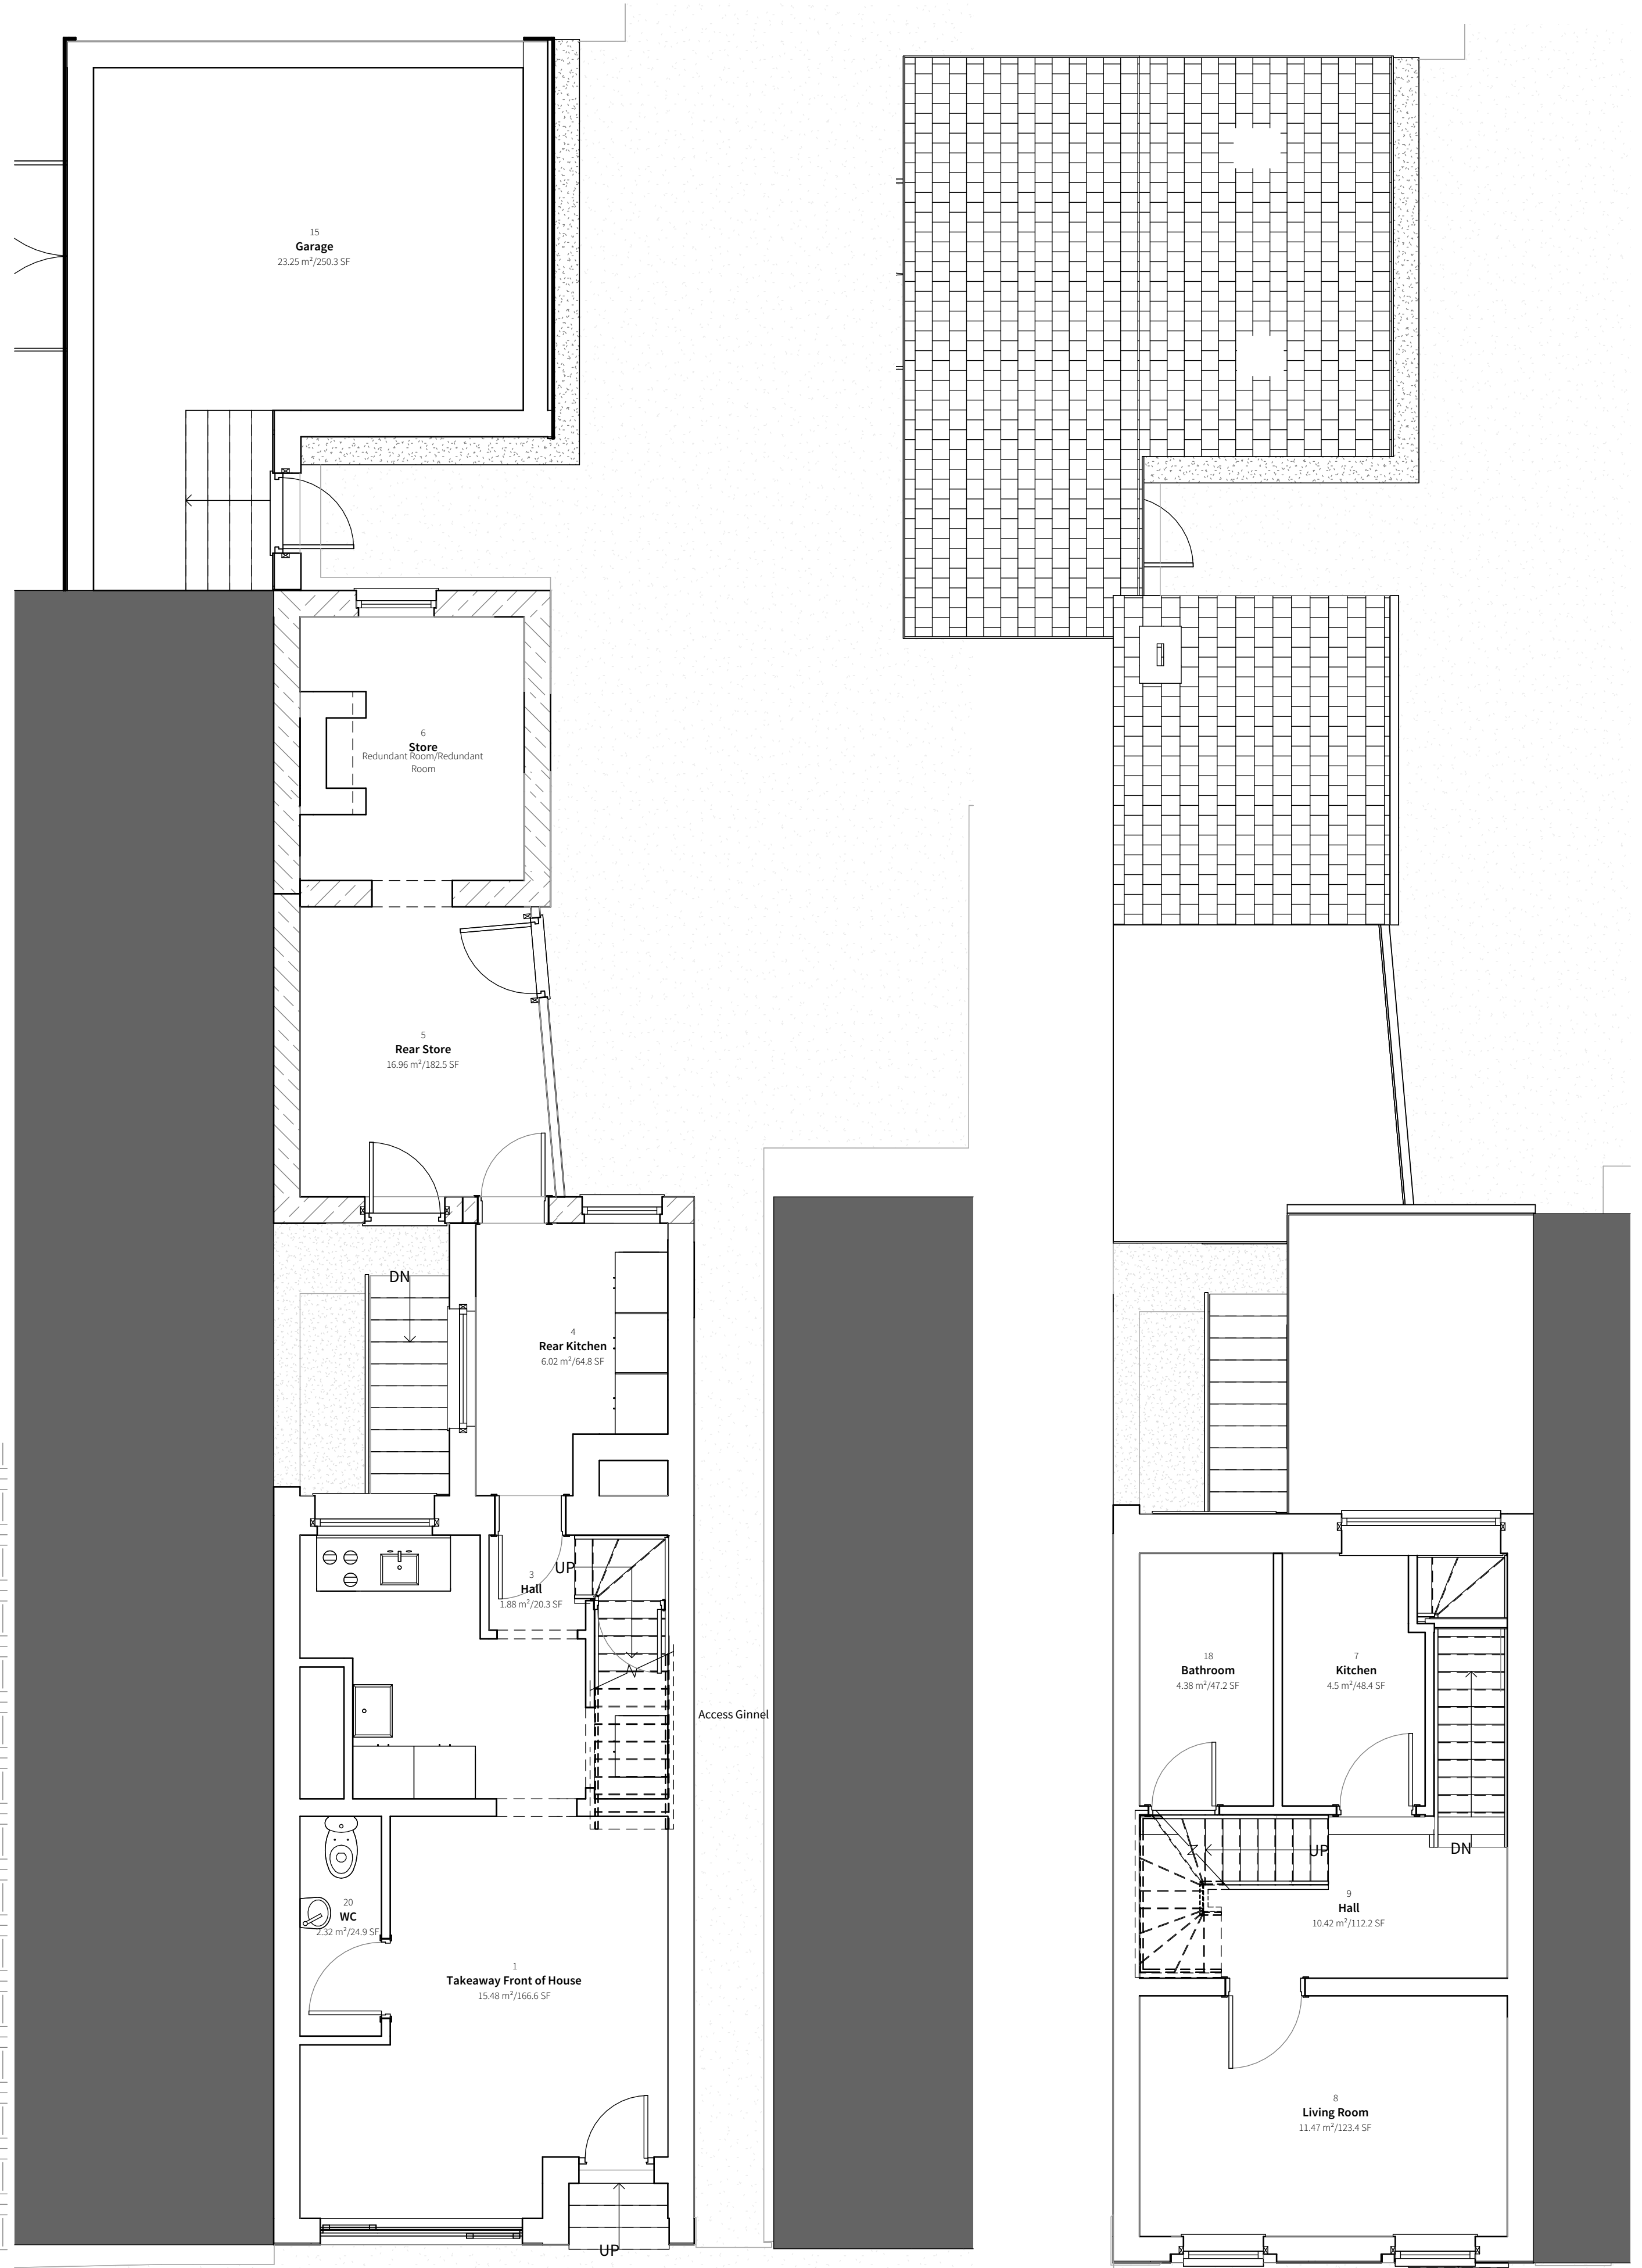 15
Garage
23.25 m²/250.3 SF
6
Store
Redundant Room/Redundant
Room
5
Rear Store
16.96 m²/182.5 SF
DN
4
Rear Kitchen
6.02 m²/64.8 SF
UP
3
Hall
1.88 m²/20.3 SF
Access Ginnel
20
WC
2.32 m²/24.9 SF
1
Takeaway Front of House
15.48 m²/166.6 SF
UP
18
Bathroom
4.38 m²/47.2 SF
7
Kitchen
4.5 m²/48.4 SF
UP
DN
9
Hall
10.42 m²/112.2 SF
8
Living Room
11.47 m²/123.4 SF